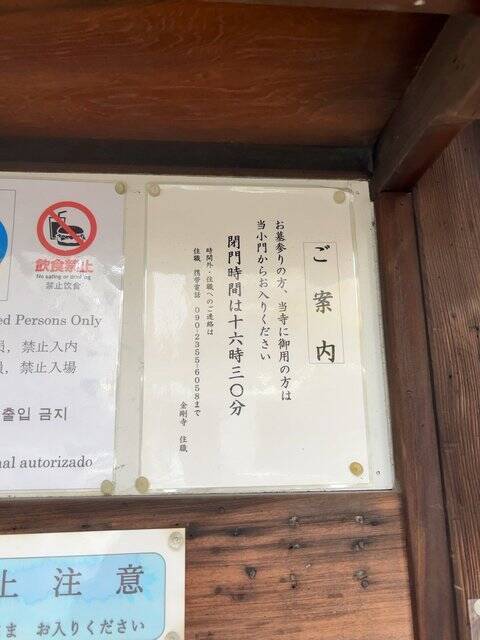 ご案内
お墓参りの方、当寺に御用の方は
当小門からお入りください
閉門時間は十六時三〇分
時間外・住職へのご連絡は
住職 携帯電話 090-2355-6058まで
金剛寺 住職
飲食禁止
No eating or drinking
禁止饮食
ed Persons Only
禁止入内
禁止入場
출입 금지
nal autorizado
上注意
ま お入りください